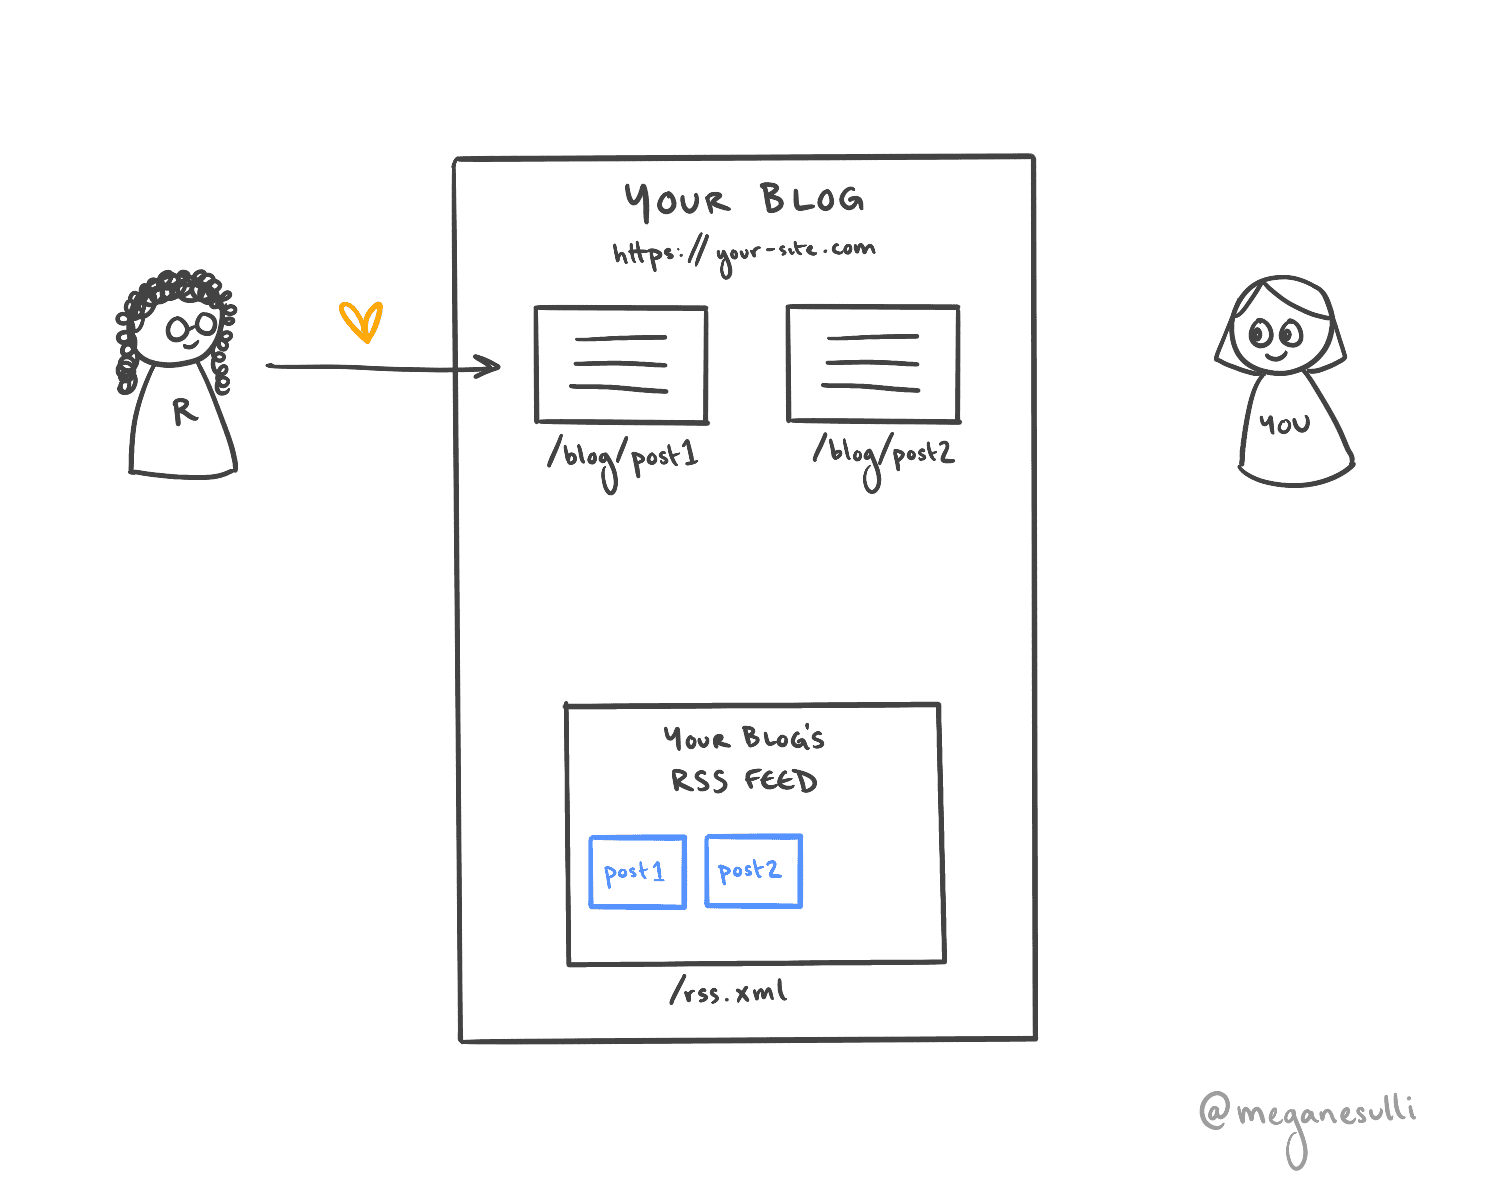 YOUR BLOG
https://your-site.com
R
YOU
/blog/post1
/blog/post2
YOUR BLOG'S
RSS FEED
post1
post2
/rss.xml
@meganesulli